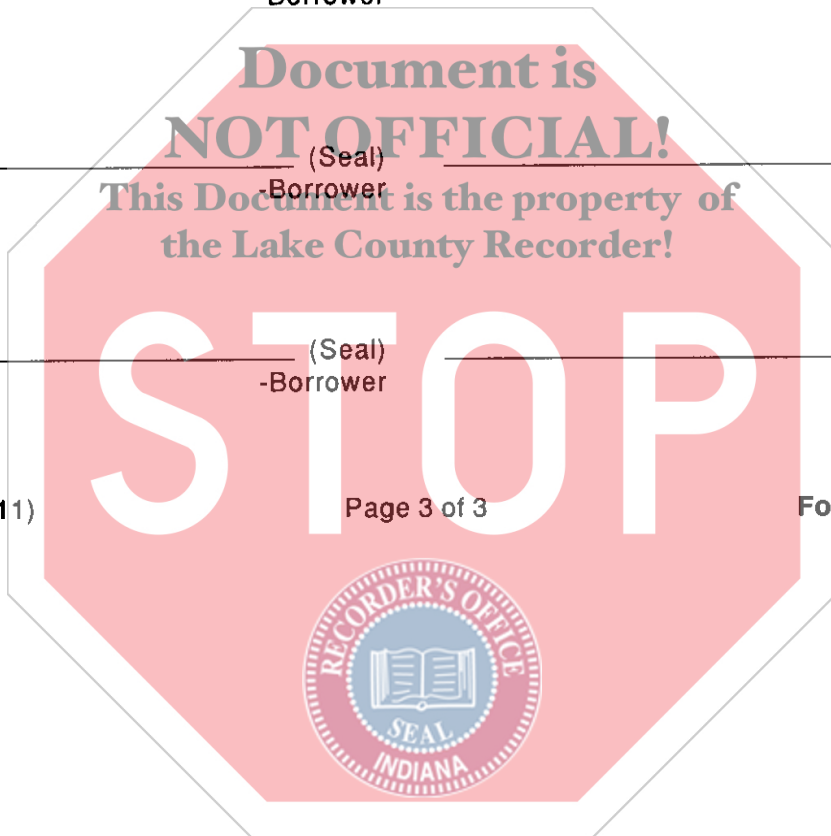 Document is
NOT OFFICIAL!
(Seal)
-Borrower
This Document is the property of
the Lake County Recorder!
(Seal)
-Borrower
STOP
11)
Page 3 of 3
Fo
RECORDER'S OFFICE
SEAL
INDIANA